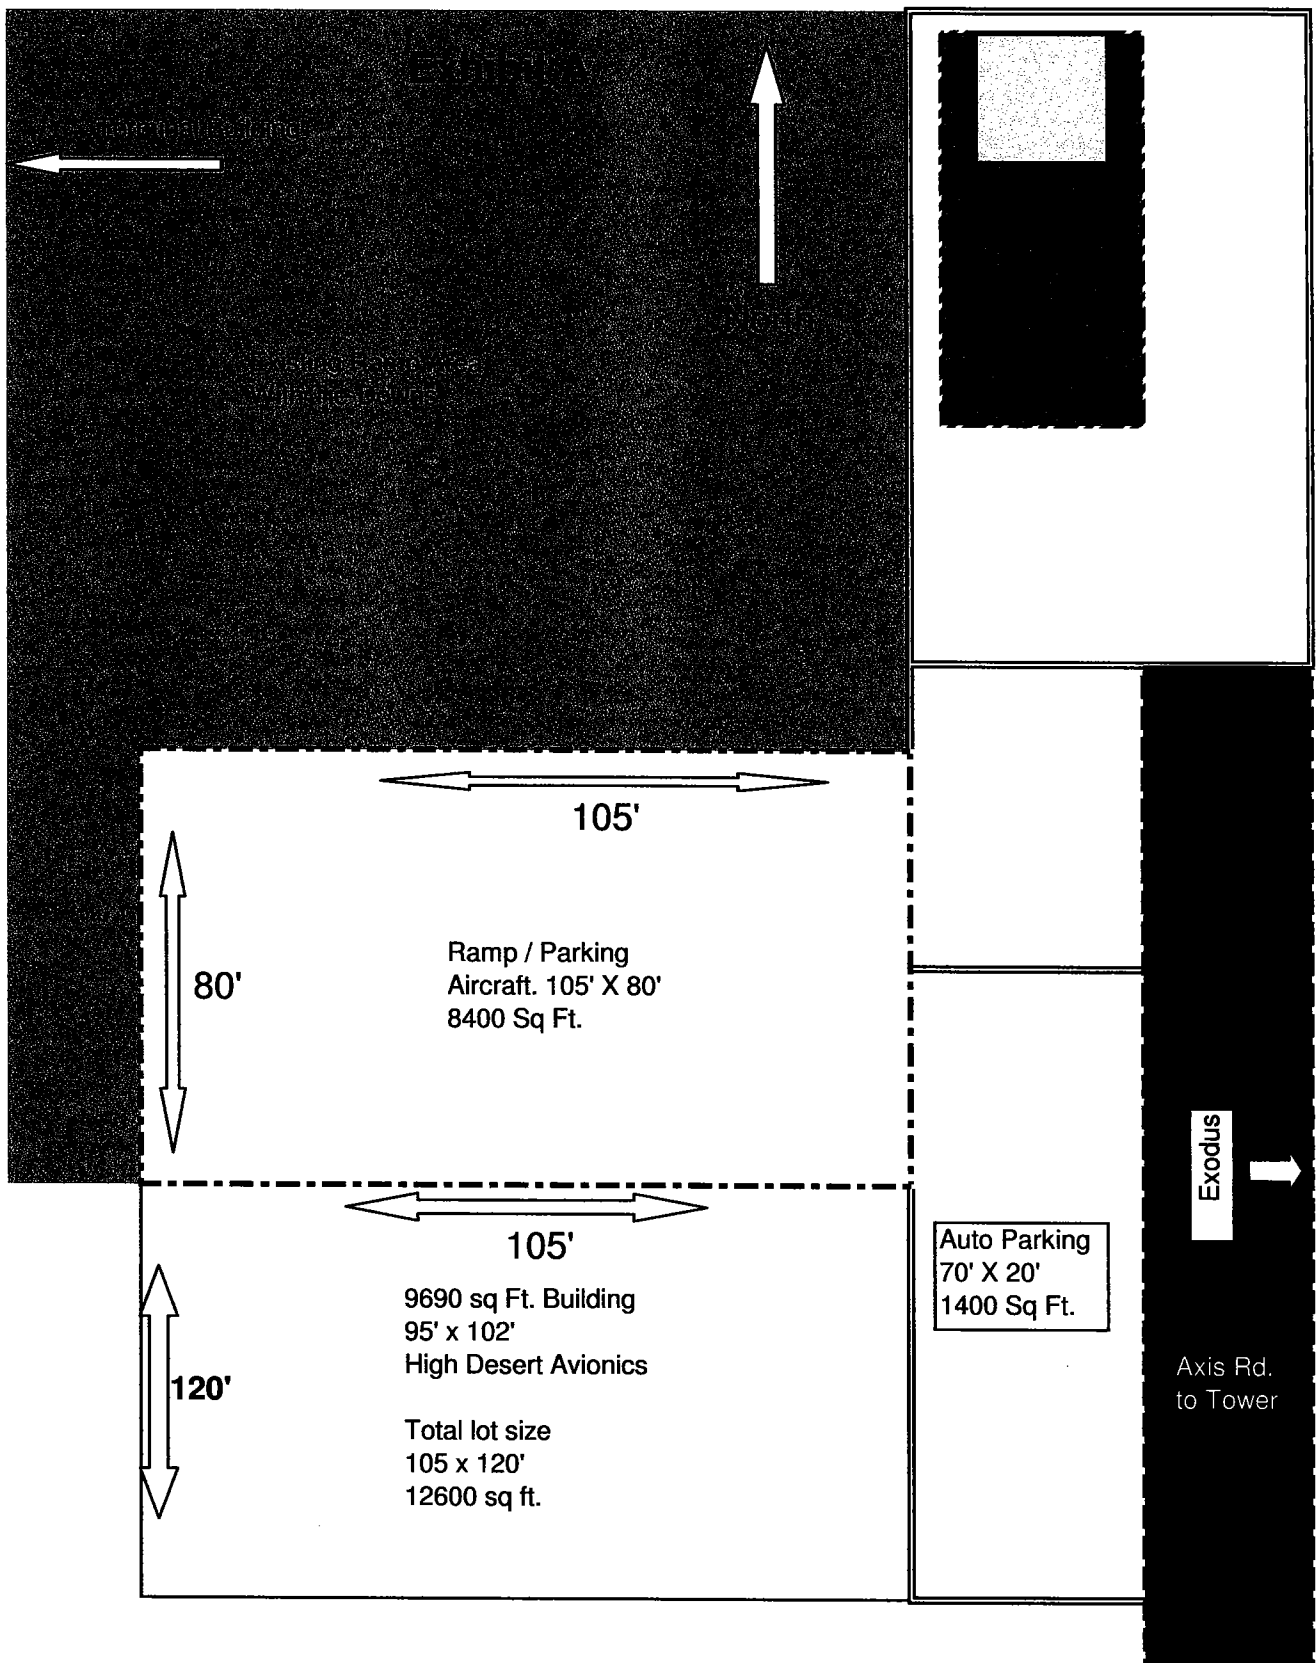 Exhibit A
105'
80'
Ramp / Parking
Aircraft. 105' X 80'
8400 Sq Ft.
Exodus
105'
Auto Parking
70' X 20'
1400 Sq Ft.
9690 sq Ft. Building
95' x 102'
High Desert Avionics
120'
Axis Rd.
to Tower
Total lot size
105 x 120'
12600 sq ft.